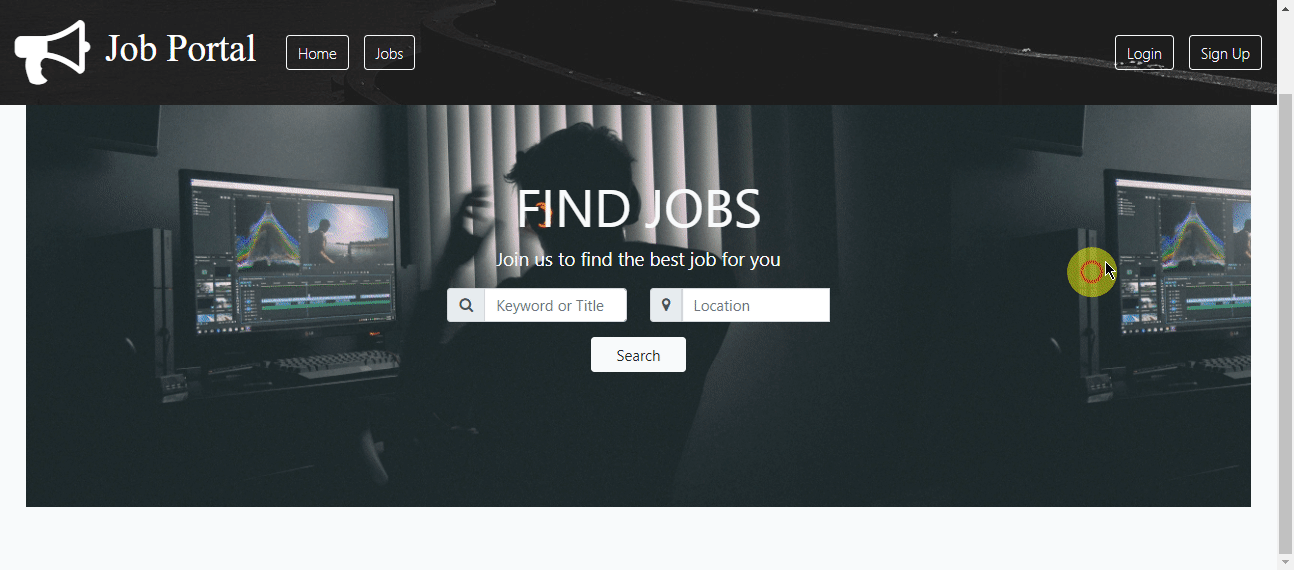 Job Portal
Home
Jobs
Login
Sign Up
FIND JOBS
Join us to find the best job for you
Keyword or Title
Location
Search